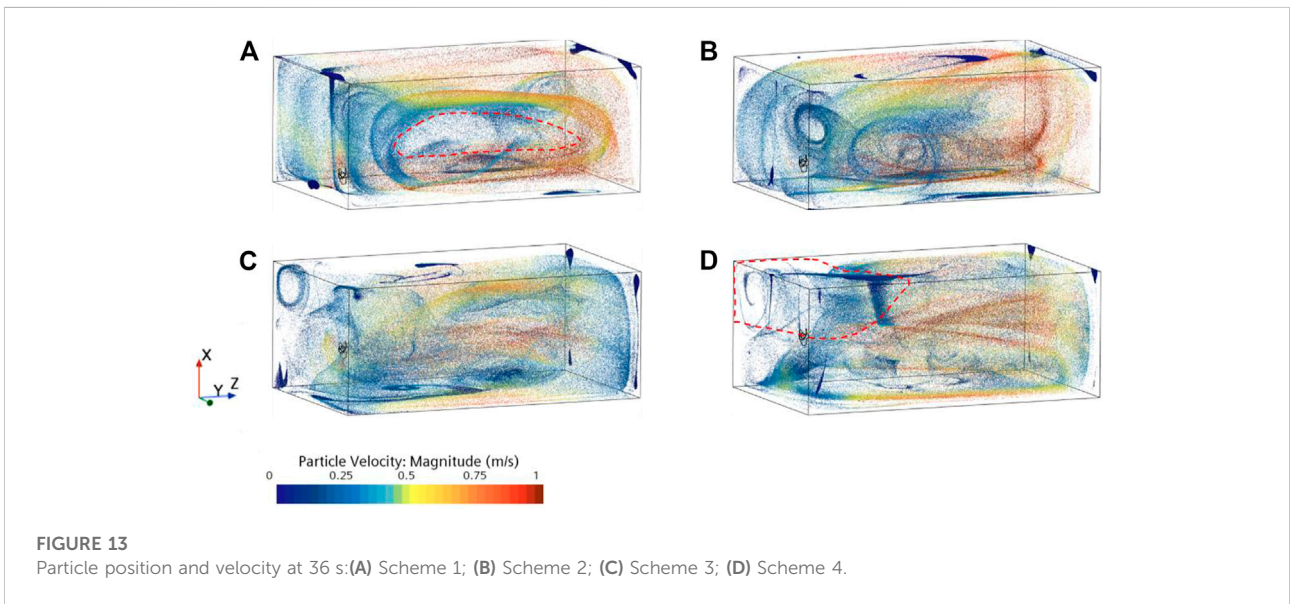 A
B
C
D
X
Y
Z
Particle Velocity: Magnitude (m/s)
0 0.25 0.5 0.75 1
FIGURE 13
Particle position and velocity at 36 s:(A) Scheme 1; (B) Scheme 2; (C) Scheme 3; (D) Scheme 4.